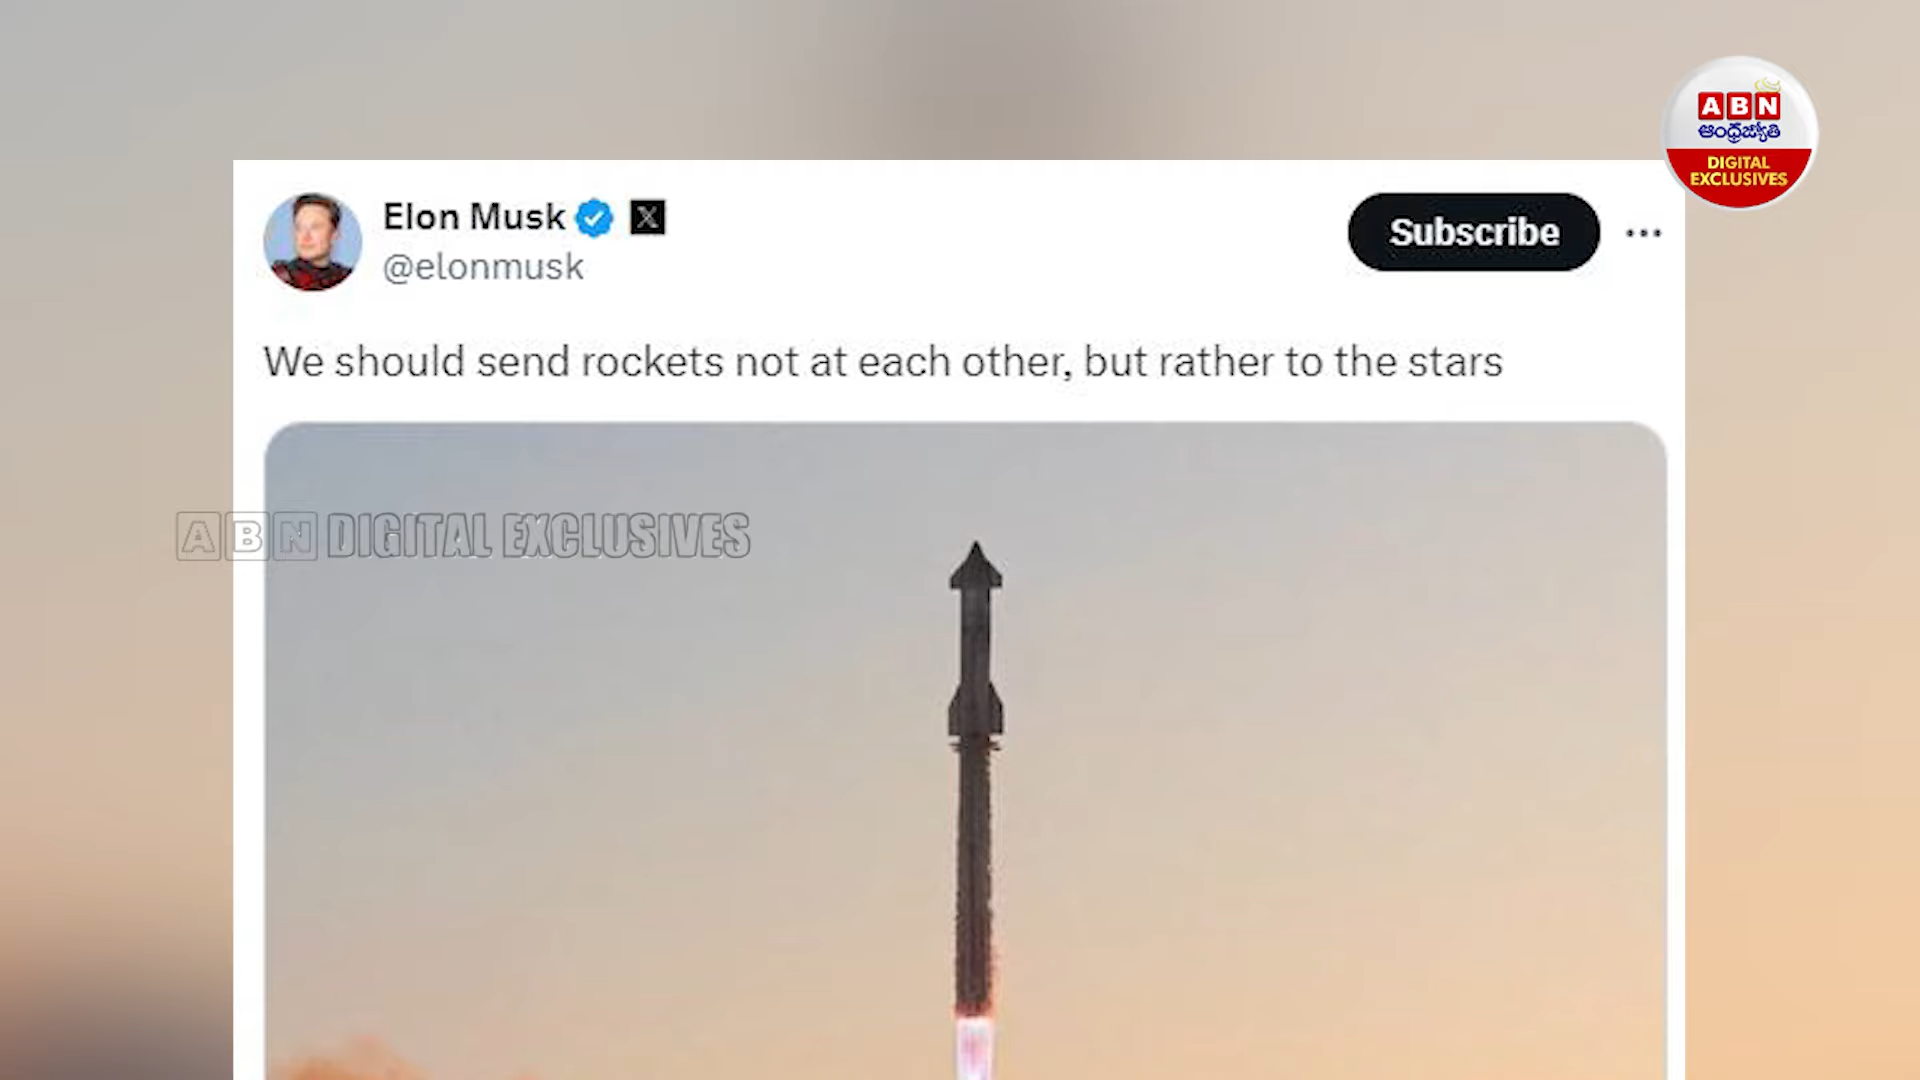 ABN
ఆంధ్రజ్యోతి
DIGITAL
EXCLUSIVES
Elon Musk
@elonmusk
Subscribe
We should send rockets not at each other, but rather to the stars
ABN DIGITAL EXCLUSIVES